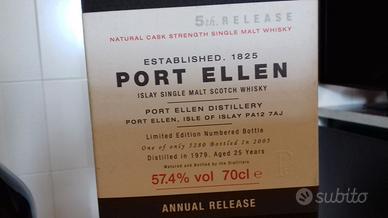 5th. RELEASE
NATURAL CASK STRENGTH SINGLE MALT WHISKY
ESTABLISHED. 1825
PORT ELLEN
ISLAY SINGLE MALT SCOTCH WHISKY
PORT ELLEN DISTILLERY
PORT ELLEN, ISLE OF ISLAY PA12 7AJ
Limited Edition Numbered Bottle
One of only 5280 Bottled In 2005
Distilled in 1979. Aged 25 Years
Matured and Bottled by the Distillers
57.4% vol 70cl e
ANNUAL RELEASE
subito